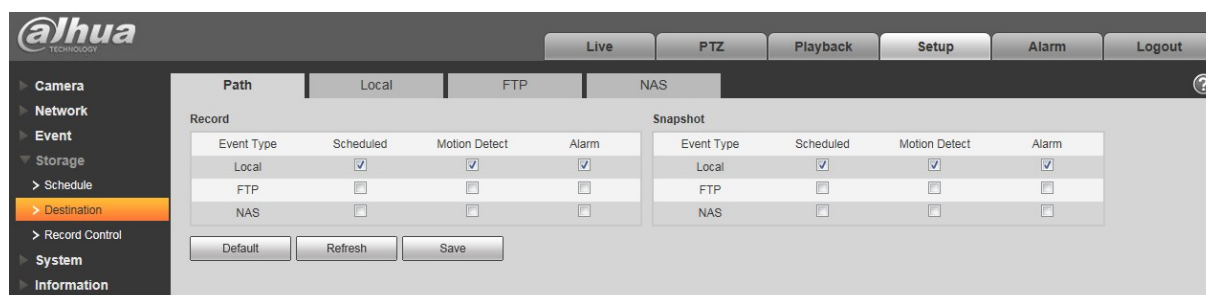 alhua
TECHNOLOGY
Live PTZ Playback Setup Alarm Logout
Camera
Network
Event
Storage
> Schedule
> Destination
> Record Control
System
Information
Path Local FTP NAS
?
Record
Event Type Scheduled Motion Detect Alarm
Local
FTP
NAS
Snapshot
Event Type Scheduled Motion Detect Alarm
Local
FTP
NAS
Default Refresh Save